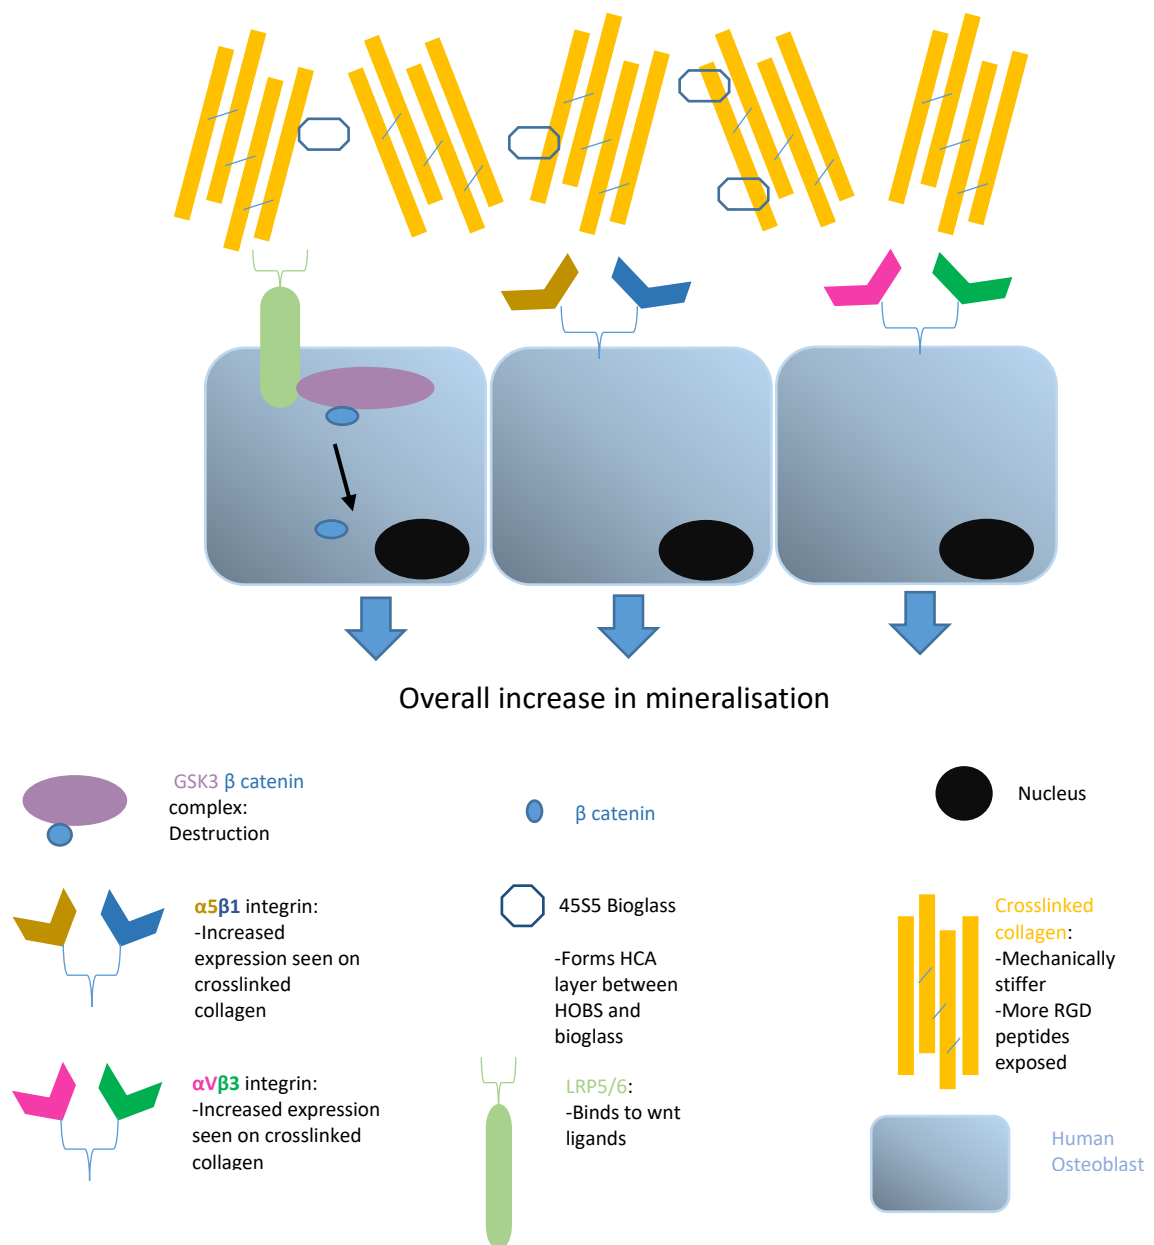 Overall increase in mineralisation
GSK3 β catenin
complex:
Destruction
β catenin
Nucleus
α5β1 integrin:
-Increased
expression seen on
crosslinked
collagen
45S5 Bioglass
-Forms HCA
layer between
HOBS and
bioglass
Crosslinked
collagen:
-Mechanically
stiffer
-More RGD
peptides
exposed
αVβ3 integrin:
-Increased expression
seen on crosslinked
collagen
LRP5/6:
-Binds to wnt
ligands
Human
Osteoblast